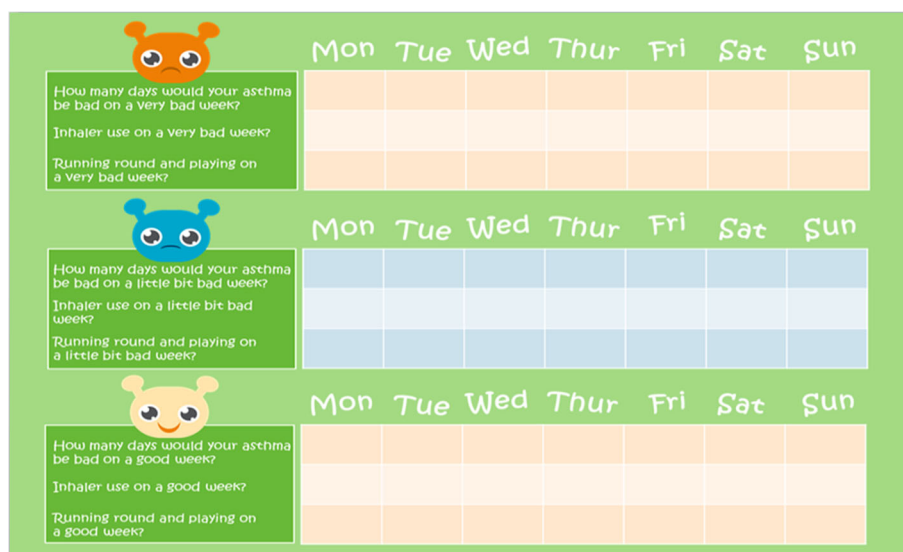 Mon Tue Wed Thur Fri Sat Sun
How many days would your asthma
be bad on a very bad week?
Inhaler use on a very bad week?
Running round and playing on
a very bad week?
Mon Tue Wed Thur Fri Sat Sun
How many days would your asthma
be bad on a little bit bad week?
Inhaler use on a little bit bad
week?
Running round and playing on
a little bit bad week?
Mon Tue Wed Thur Fri Sat Sun
How many days would your asthma
be bad on a good week?
Inhaler use on a good week?
Running round and playing on
a good week?